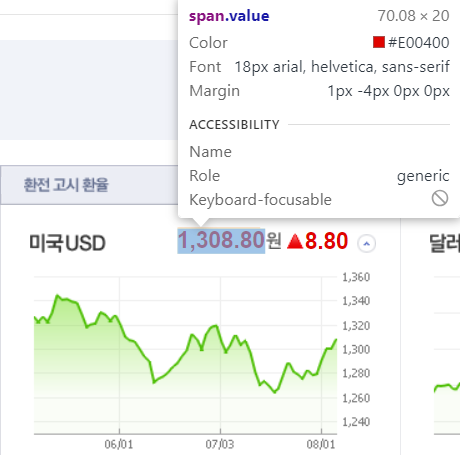 span.value 70.08 × 20
Color #E00400
Font 18px arial, helvetica, sans-serif
Margin 1px -4px 0px 0px
ACCESSIBILITY
Name
Role generic
Keyboard-focusable
환전 고시 환율
미국 USD 1,308.80원 ▲8.80
달러
1,360
1,340
1,320
1,300
1,280
1,260
1,240
06/01 07/03 08/01